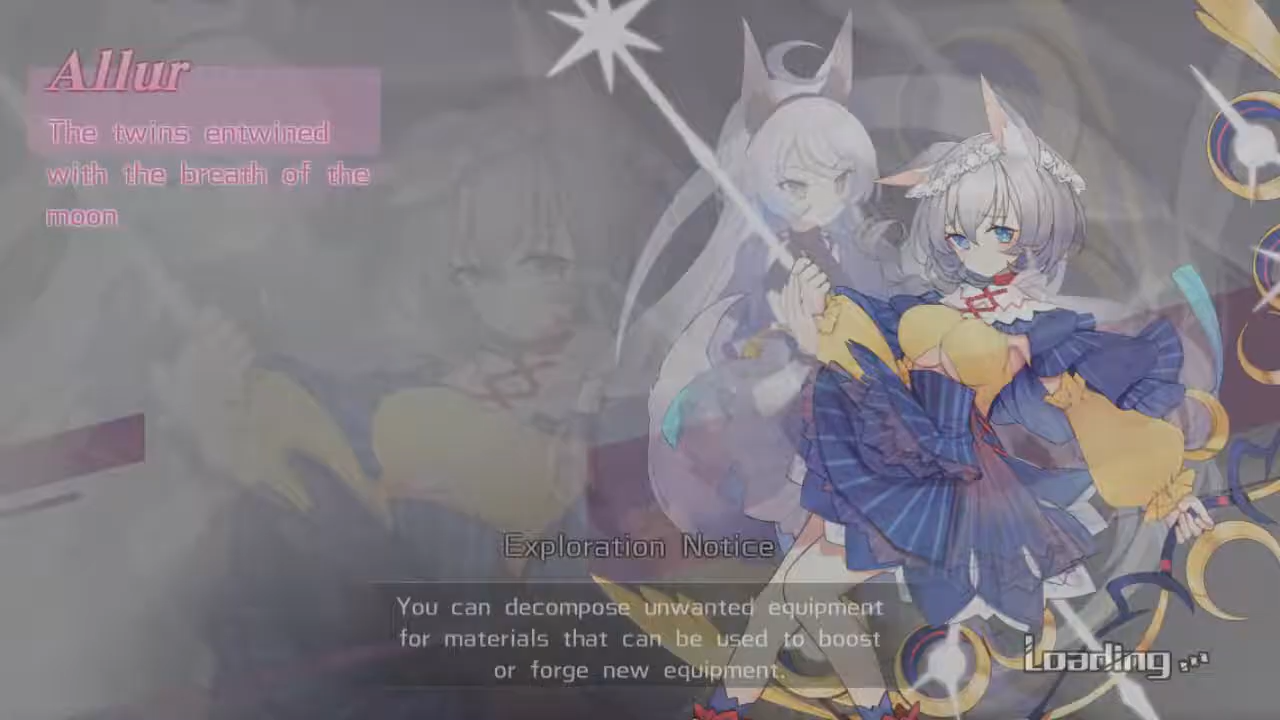 Allur
The twins entwined
with the breath of the
moon
Exploration Notice
You can decompose unwanted equipment
for materials that can be used to boost
or forge new equipment.
Loading...